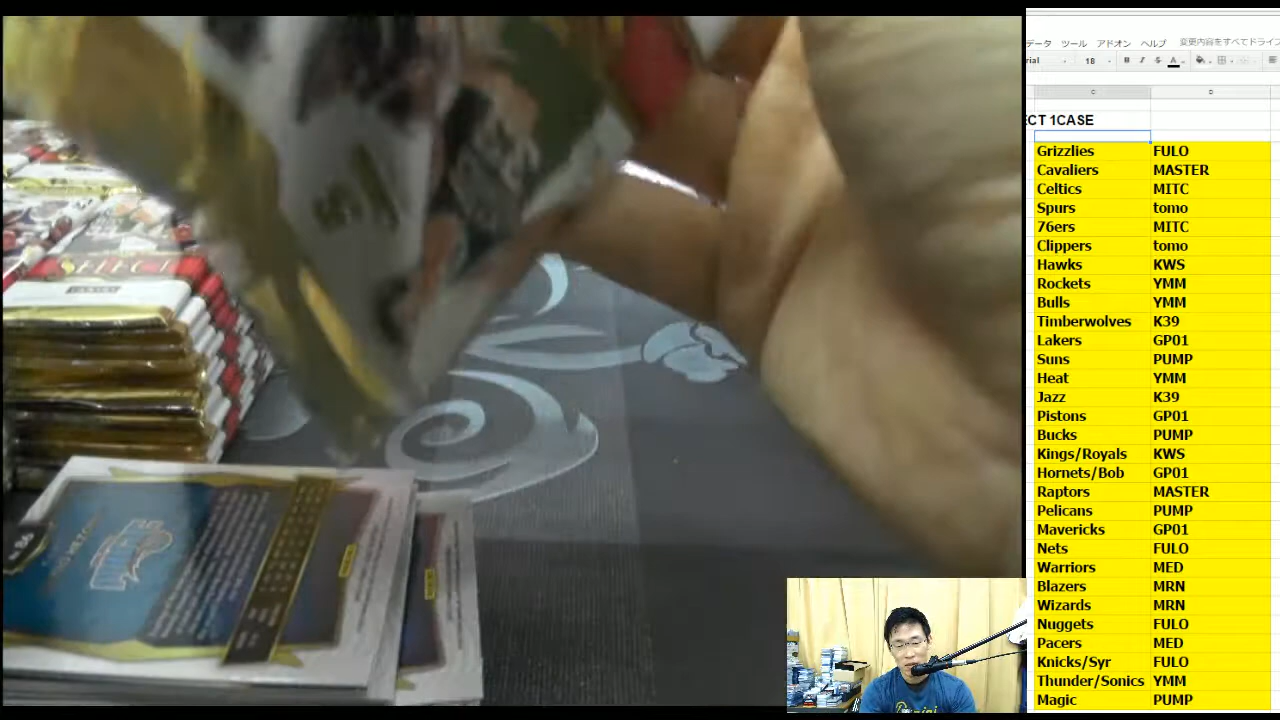 データ ツール アドオン ヘルプ 変更内容をすべてドライブ
rial 18 B I S A
C D
ECT 1CASE
Grizzlies FULO
Cavaliers MASTER
Celtics MITC
Spurs tomo
76ers MITC
Clippers tomo
Hawks KWS
Rockets YMM
Bulls YMM
Timberwolves K39
Lakers GP01
Suns PUMP
Heat YMM
Jazz K39
Pistons GP01
Bucks PUMP
Kings/Royals KWS
Hornets/Bob GP01
Raptors MASTER
Pelicans PUMP
Mavericks GP01
Nets FULO
Warriors MED
Blazers MRN
Wizards MRN
Nuggets FULO
Pacers MED
Knicks/Syr FULO
Thunder/Sonics YMM
Magic PUMP
SELECT
PANINI